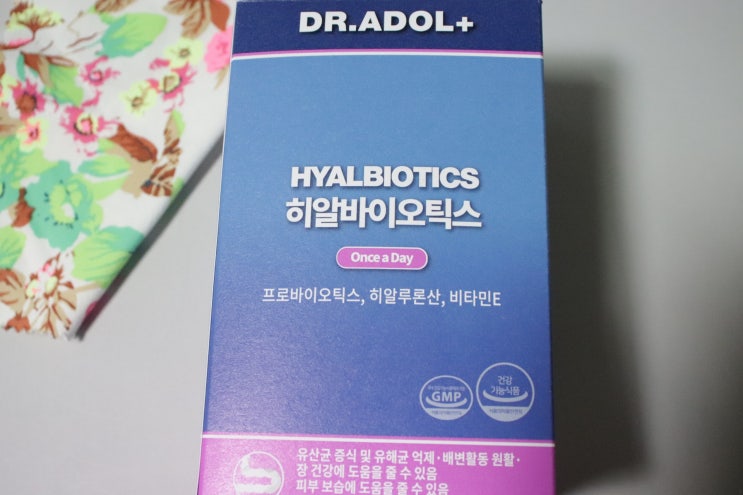 DR.ADOL+
HYALBIOTICS
히알바이오틱스
Once a Day
프로바이오틱스, 히알루론산, 비타민E
GMP
건강
기능식품
유산균 증식 및 유해균 억제·배변활동 원활·
장 건강에 도움을 줄 수 있음
피부 보습에 도움을 줄 수 있음